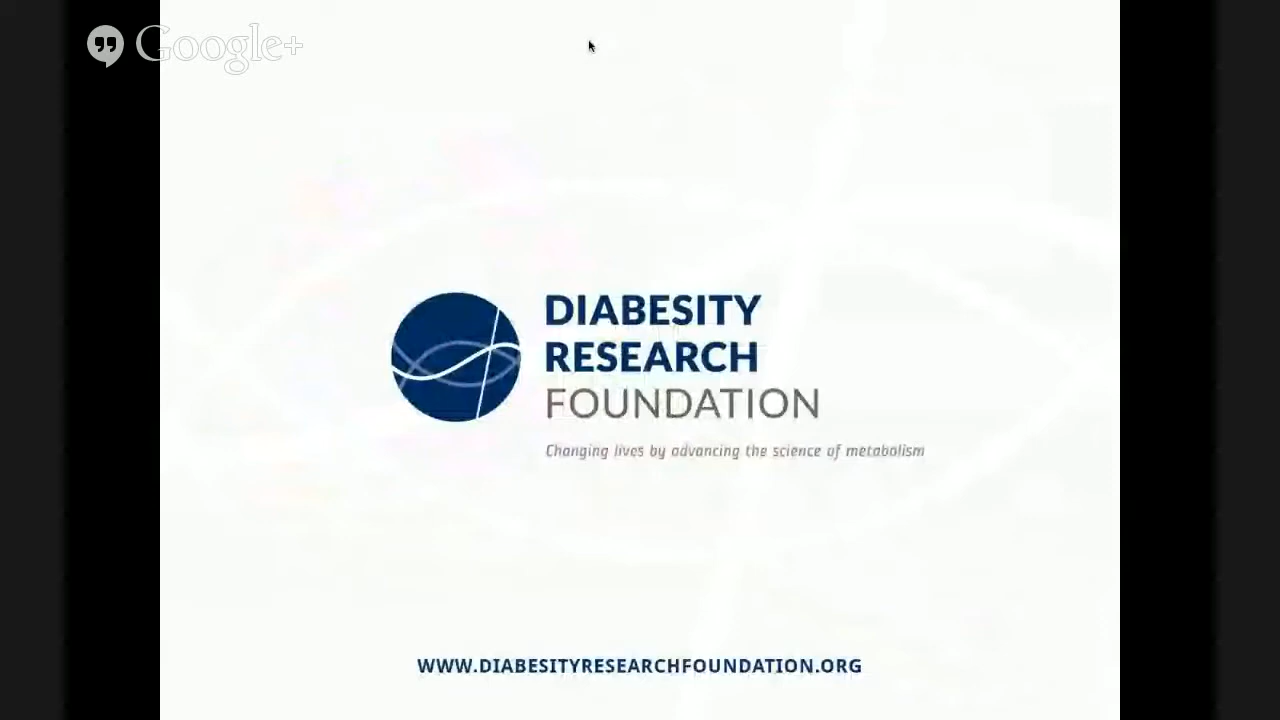 Google+
DIABESITY
RESEARCH
FOUNDATION
Changing lives by advancing the science of metabolism
WWW.DIABESITYRESEARCHFOUNDATION.ORG